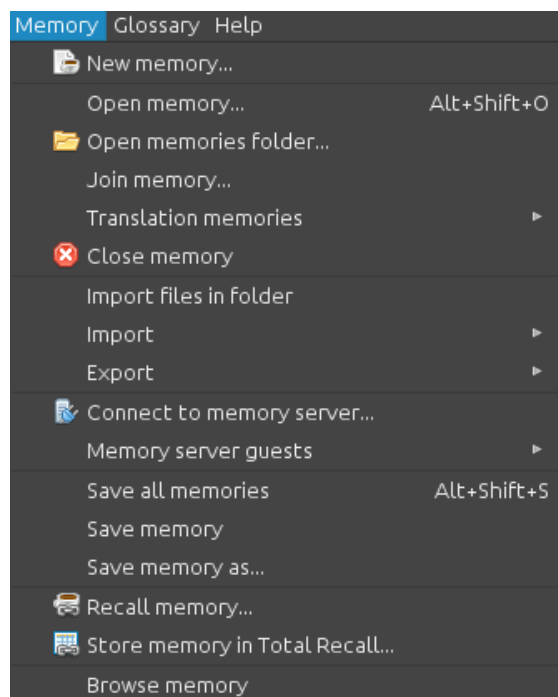 Memory Glossary Help
New memory...
Open memory... Alt+Shift+O
Open memories folder...
Join memory...
Translation memories
Close memory
Import files in folder
Import
Export
Connect to memory server...
Memory server guests
Save all memories Alt+Shift+S
Save memory
Save memory as...
Recall memory...
Store memory in Total Recall...
Browse memory